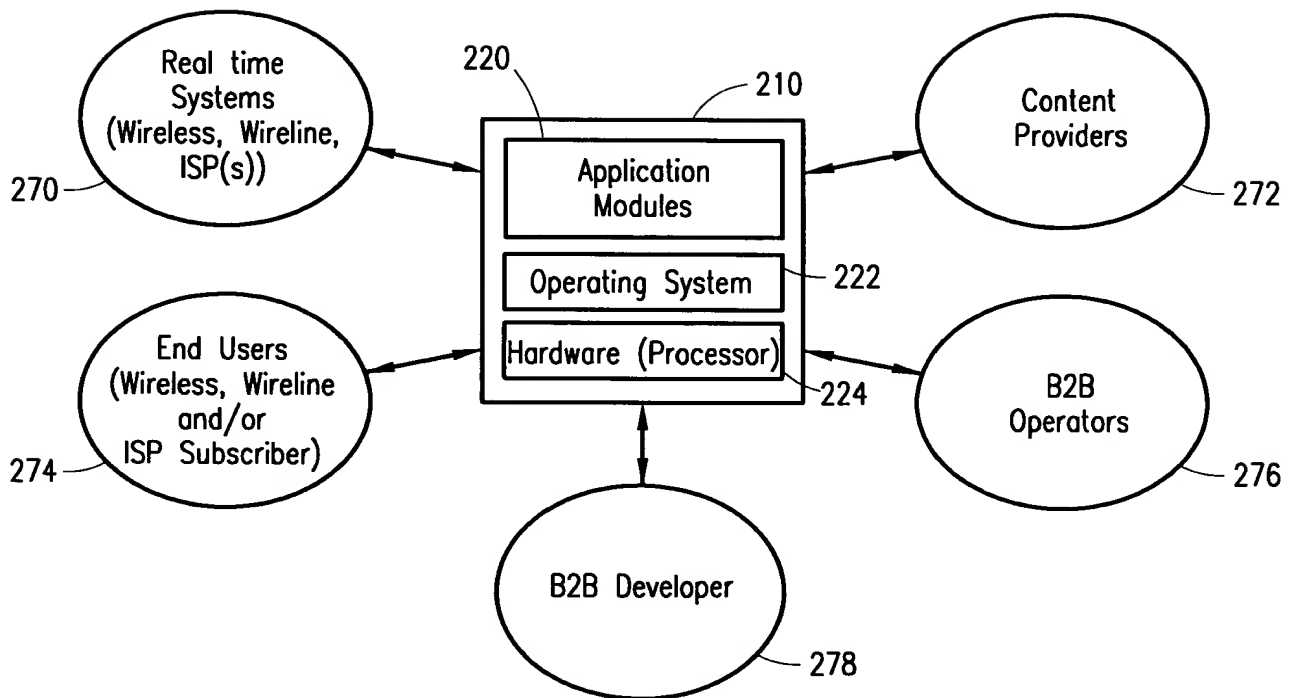 Real time
Systems
(Wireless, Wireline,
ISP(s))
270
220
210
Application
Modules
Operating System
222
Hardware (Processor)
224
Content
Providers
272
End Users
(Wireless, Wireline
and/or
ISP Subscriber)
274
B2B
Operators
276
B2B Developer
278